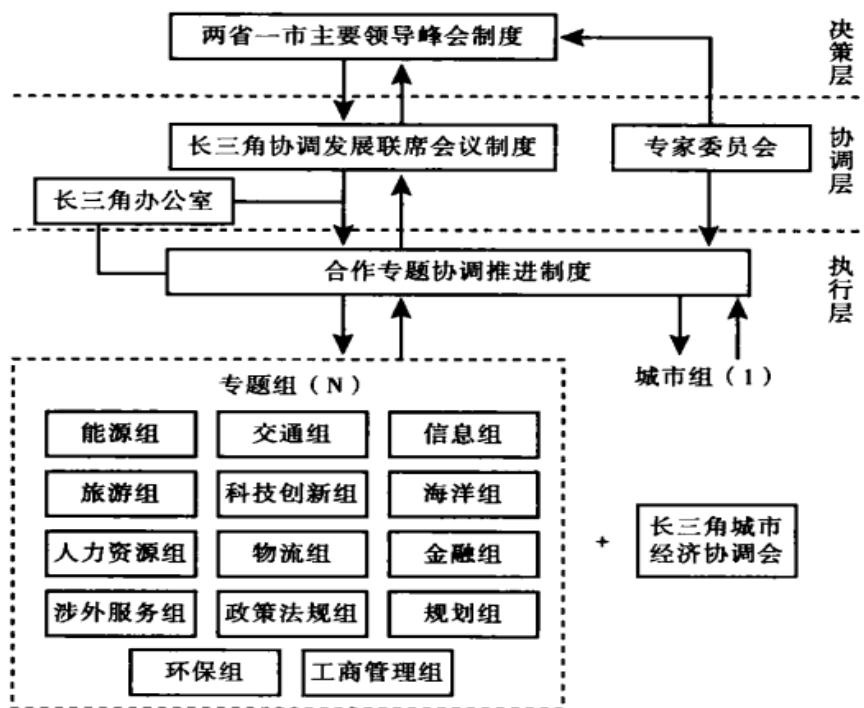 两省一市主要领导峰会制度
决策层
长三角协调发展联席会议制度
专家委员会
协调层
长三角办公室
合作专题协调推进制度
执行层
专题组（N）
城市组（1）
能源组
交通组
信息组
旅游组
科技创新组
海洋组
人力资源组
物流组
金融组
+
长三角城市
经济协调会
涉外服务组
政策法规组
规划组
环保组
工商管理组